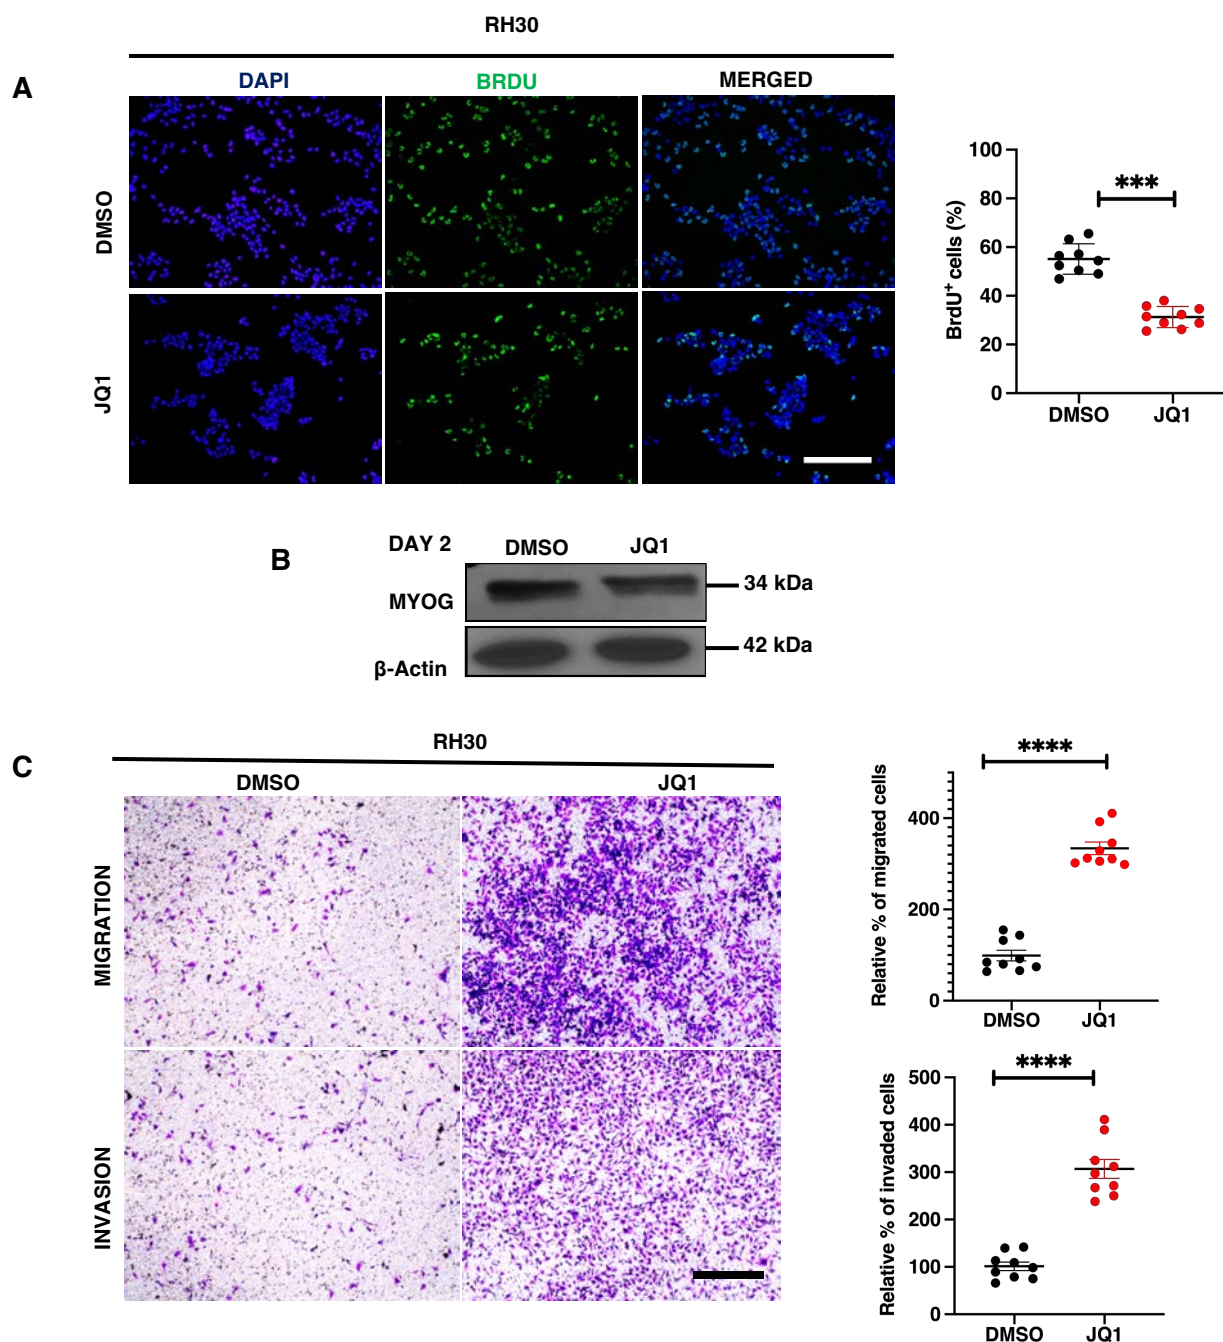 RH30
A
DAPI BRDU MERGED
DMSO
JQ1
BrdU+ cells (%)
100
80
60
40
20
0
***
DMSO JQ1
B
DAY 2 DMSO JQ1
MYOG 34 kDa
β-Actin 42 kDa
C
RH30
DMSO JQ1
MIGRATION
INVASION
Relative % of migrated cells
400
200
0
****
DMSO JQ1
Relative % of invaded cells
500
400
300
200
100
0
****
DMSO JQ1